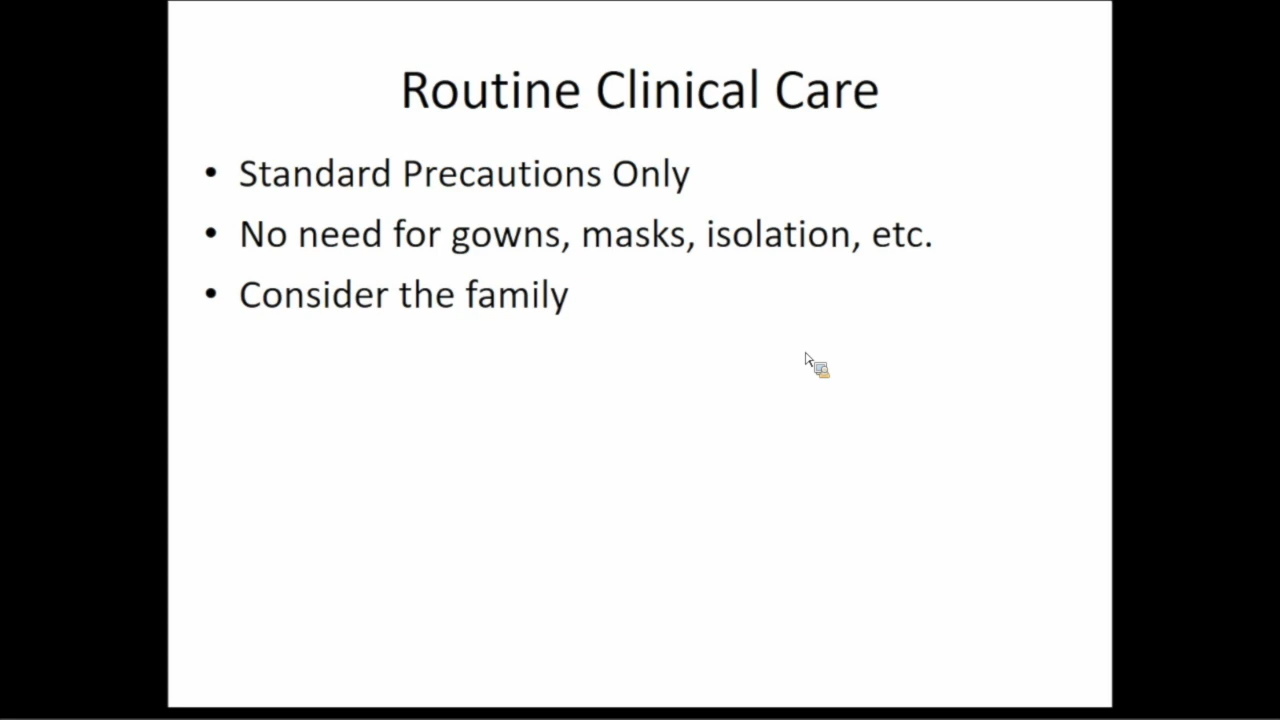 Routine Clinical Care
• Standard Precautions Only
• No need for gowns, masks, isolation, etc.
• Consider the family